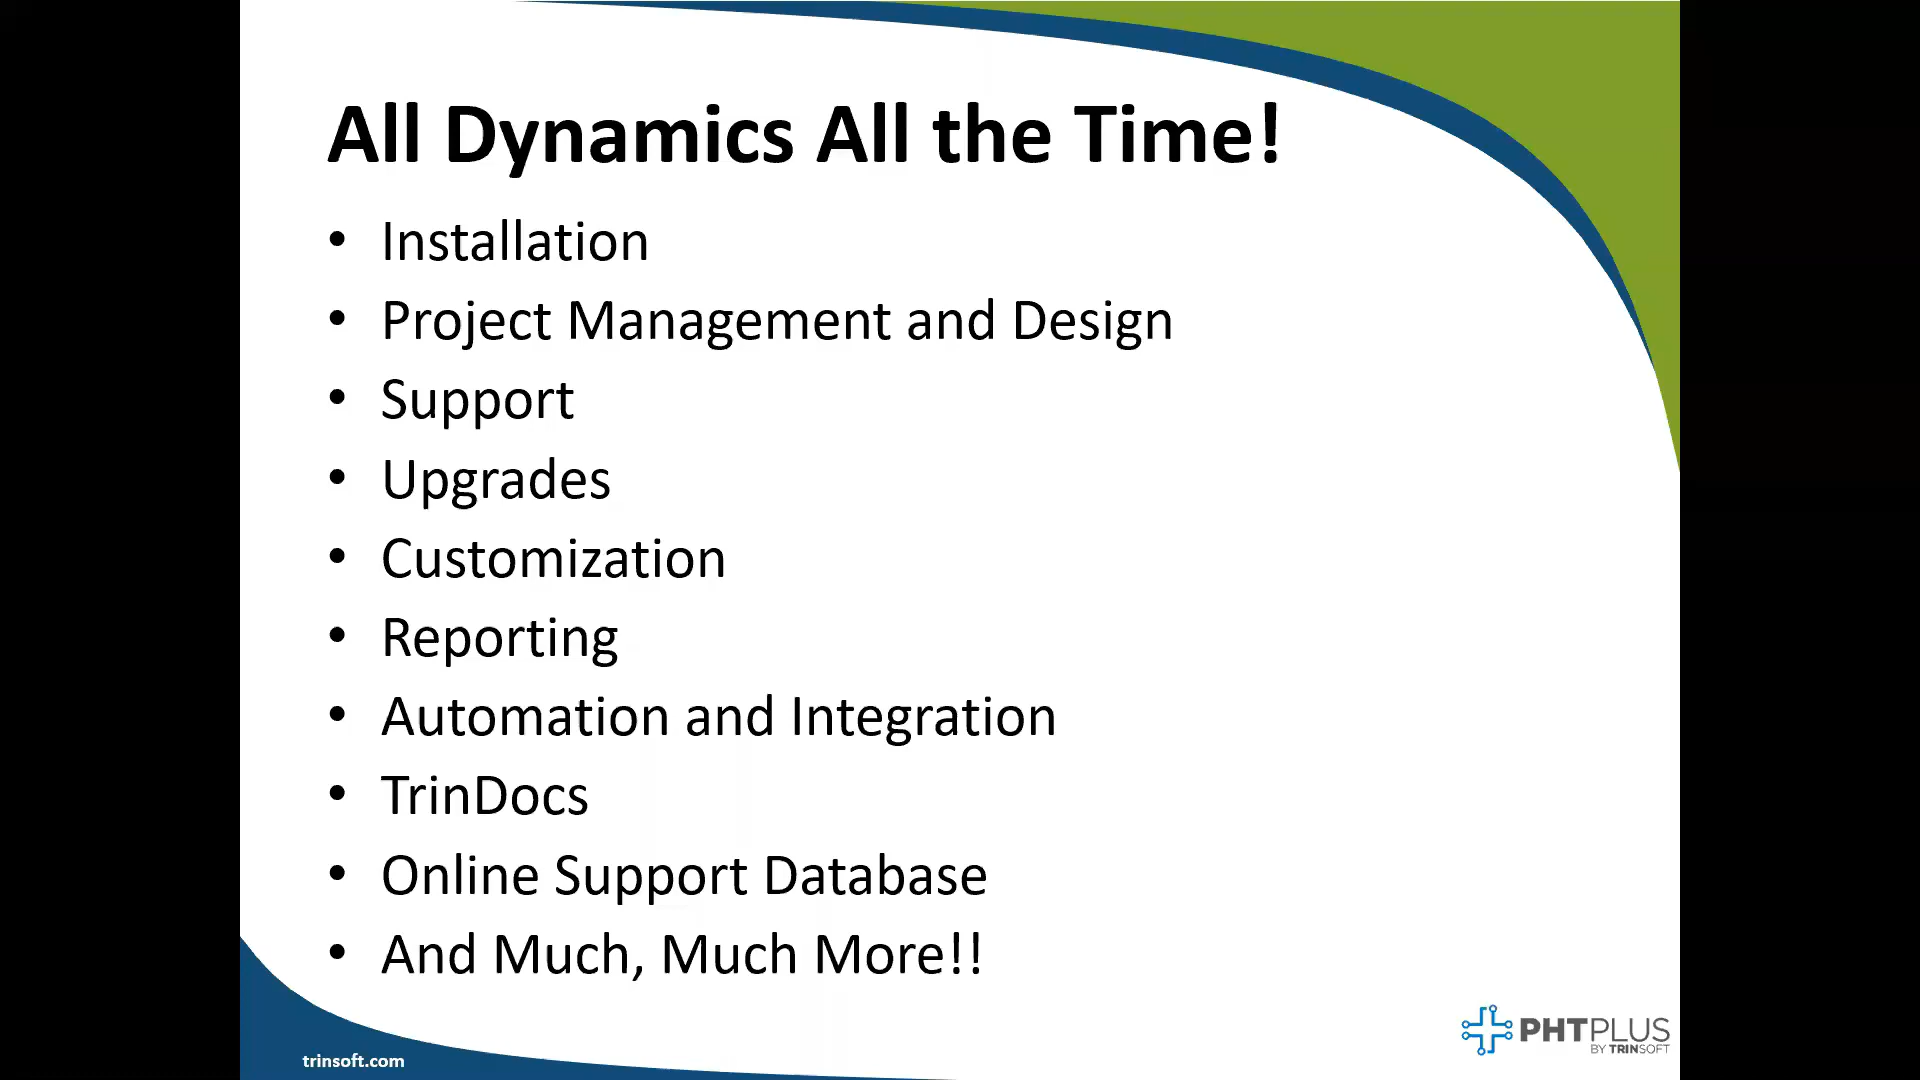 All Dynamics All the Time!
• Installation
• Project Management and Design
• Support
• Upgrades
• Customization
• Reporting
• Automation and Integration
• TrinDocs
• Online Support Database
• And Much, Much More!!
trinsoft.com
PHTPLUS
BY TRINSOFT